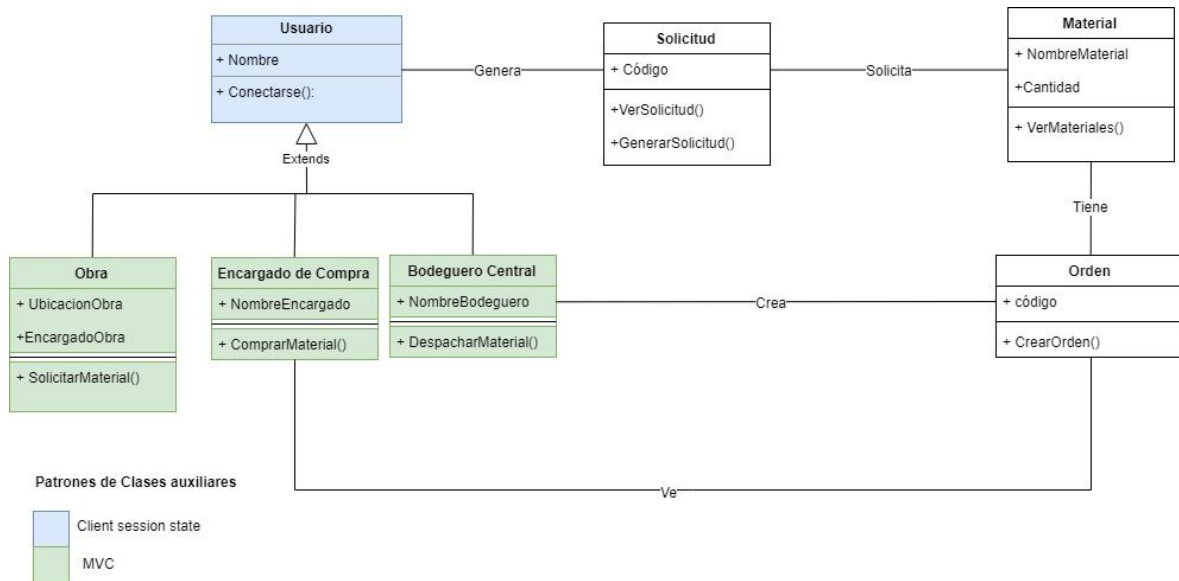 Usuario
+ Nombre
+ Conectarse():
Genera
Solicitud
+ Código
+VerSolicitud()
+GenerarSolicitud()
Solicita
Material
+ NombreMaterial
+Cantidad
+ VerMateriales()
Extends
Tiene
Obra
+ UbicacionObra
+EncargadoObra
+ SolicitarMaterial()
Encargado de Compra
+ NombreEncargado
+ ComprarMaterial()
Bodeguero Central
+ NombreBodeguero
+ DespacharMaterial()
Crea
Orden
+ código
+ CrearOrden()
Ve
Patrones de Clases auxiliares
Client session state
MVC